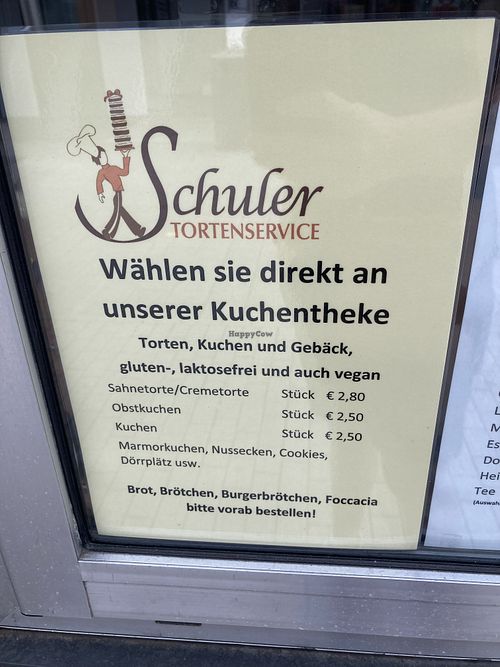 Schuler
TORTENSERVICE
Wählen sie direkt an
unserer Kuchentheke
HappyCow
Torten, Kuchen und Gebäck,
gluten-, laktosefrei und auch vegan
Sahnetorte/Cremetorte Stück € 2,80
Obstkuchen Stück € 2,50
Kuchen Stück € 2,50
Marmorkuchen, Nussecken, Cookies,
Dörrplätz usw.
Brot, Brötchen, Burgerbrötchen, Foccacia
bitte vorab bestellen!
Tee